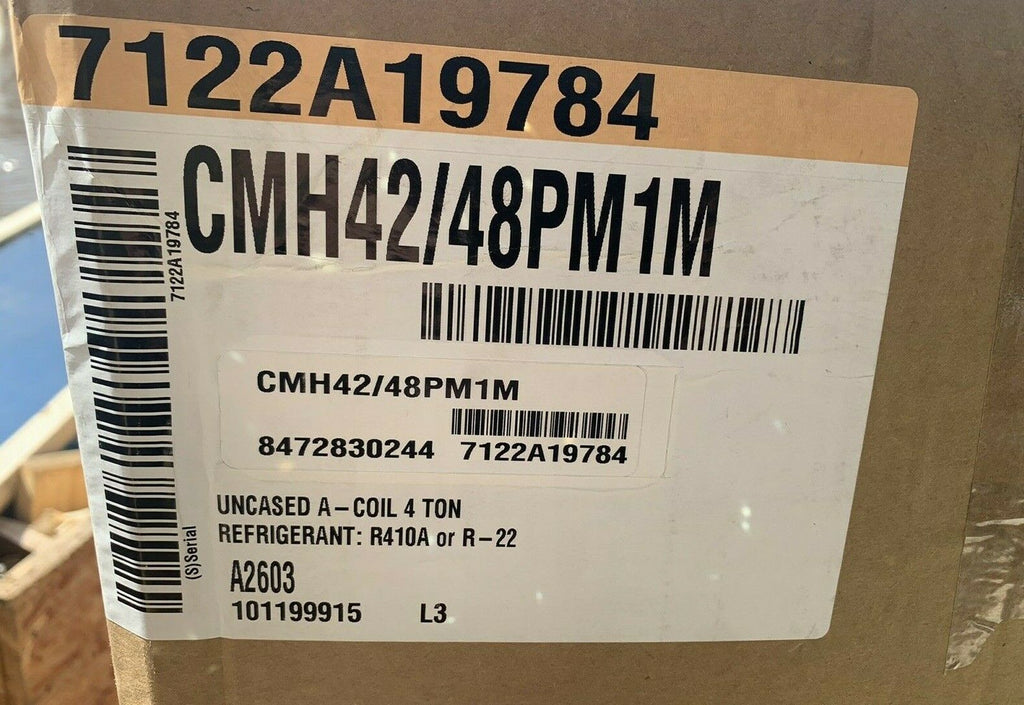 7122A19784
CMH42/48PM1M
7122A19784
(S)Serial
CMH42/48PM1M
8472830244 7122A19784
UNCASED A-COIL 4 TON
REFRIGERANT: R410A or R-22
A2603
101199915 L3